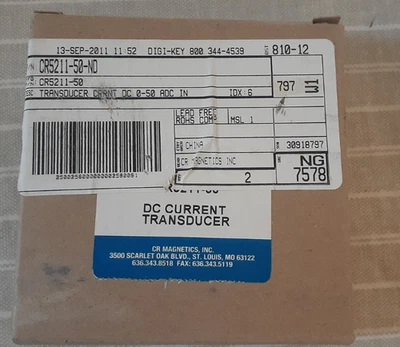 13-SEP-2011 11:52 DIGI-KEY 800 344-4539 810-12
CR5211-50-ND
CR5211-50 797 W1
TRANSDUCER CRRNT DC 0-50 ADC IN IDX:6
LEAD FREE
ROHS COMP MSL 1
CHINA 30918797
CR MAGNETICS INC NG
2 7578
DC CURRENT
TRANSDUCER
CR MAGNETICS, INC.
3500 SCARLET OAK BLVD., ST. LOUIS, MO 63122
636.343.8518 FAX: 636.343.5119